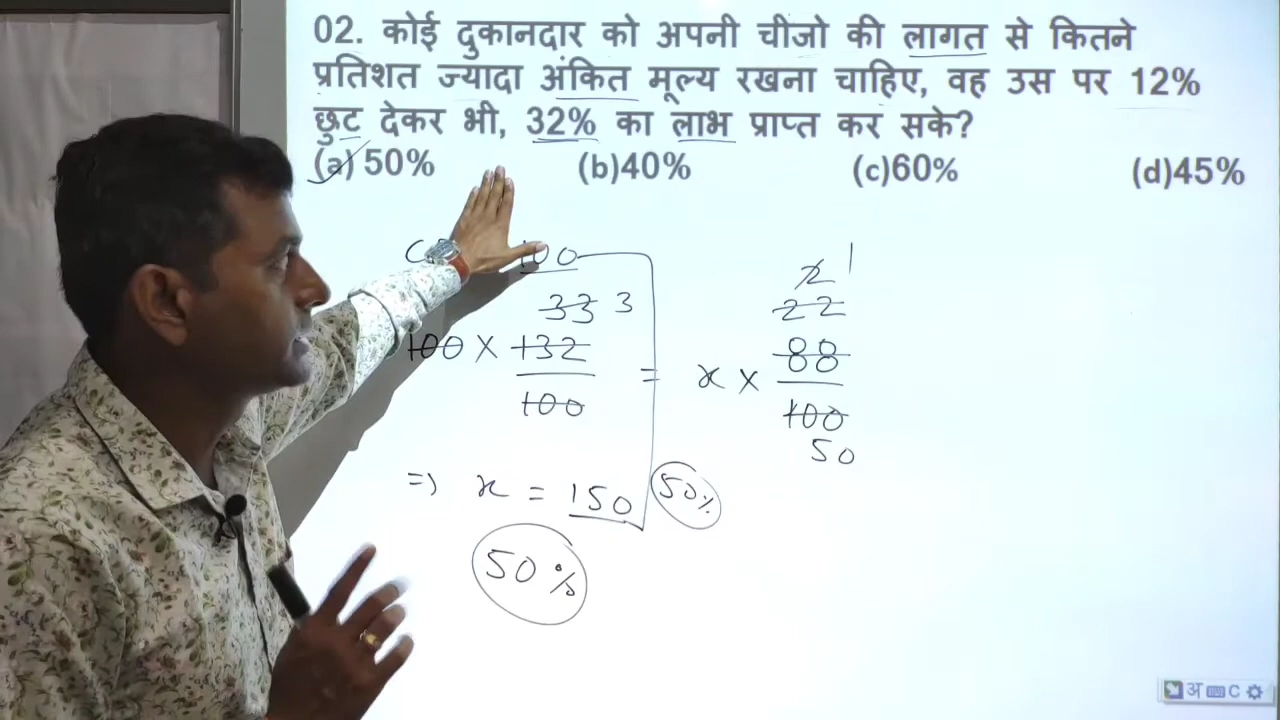 02. कोई दुकानदार को अपनी चीजो की लागत से कितने
प्रतिशत ज्यादा अंकित मूल्य रखना चाहिए, वह उस पर 12%
छुट देकर भी, 32% का लाभ प्राप्त कर सके?
(a) 50% (b)40% (c)60% (d)45%
C 100
33 3
100 × 132
100
=
2 1
22
x × 88
100
50
⇒ x = 150 50%
50%
अ C